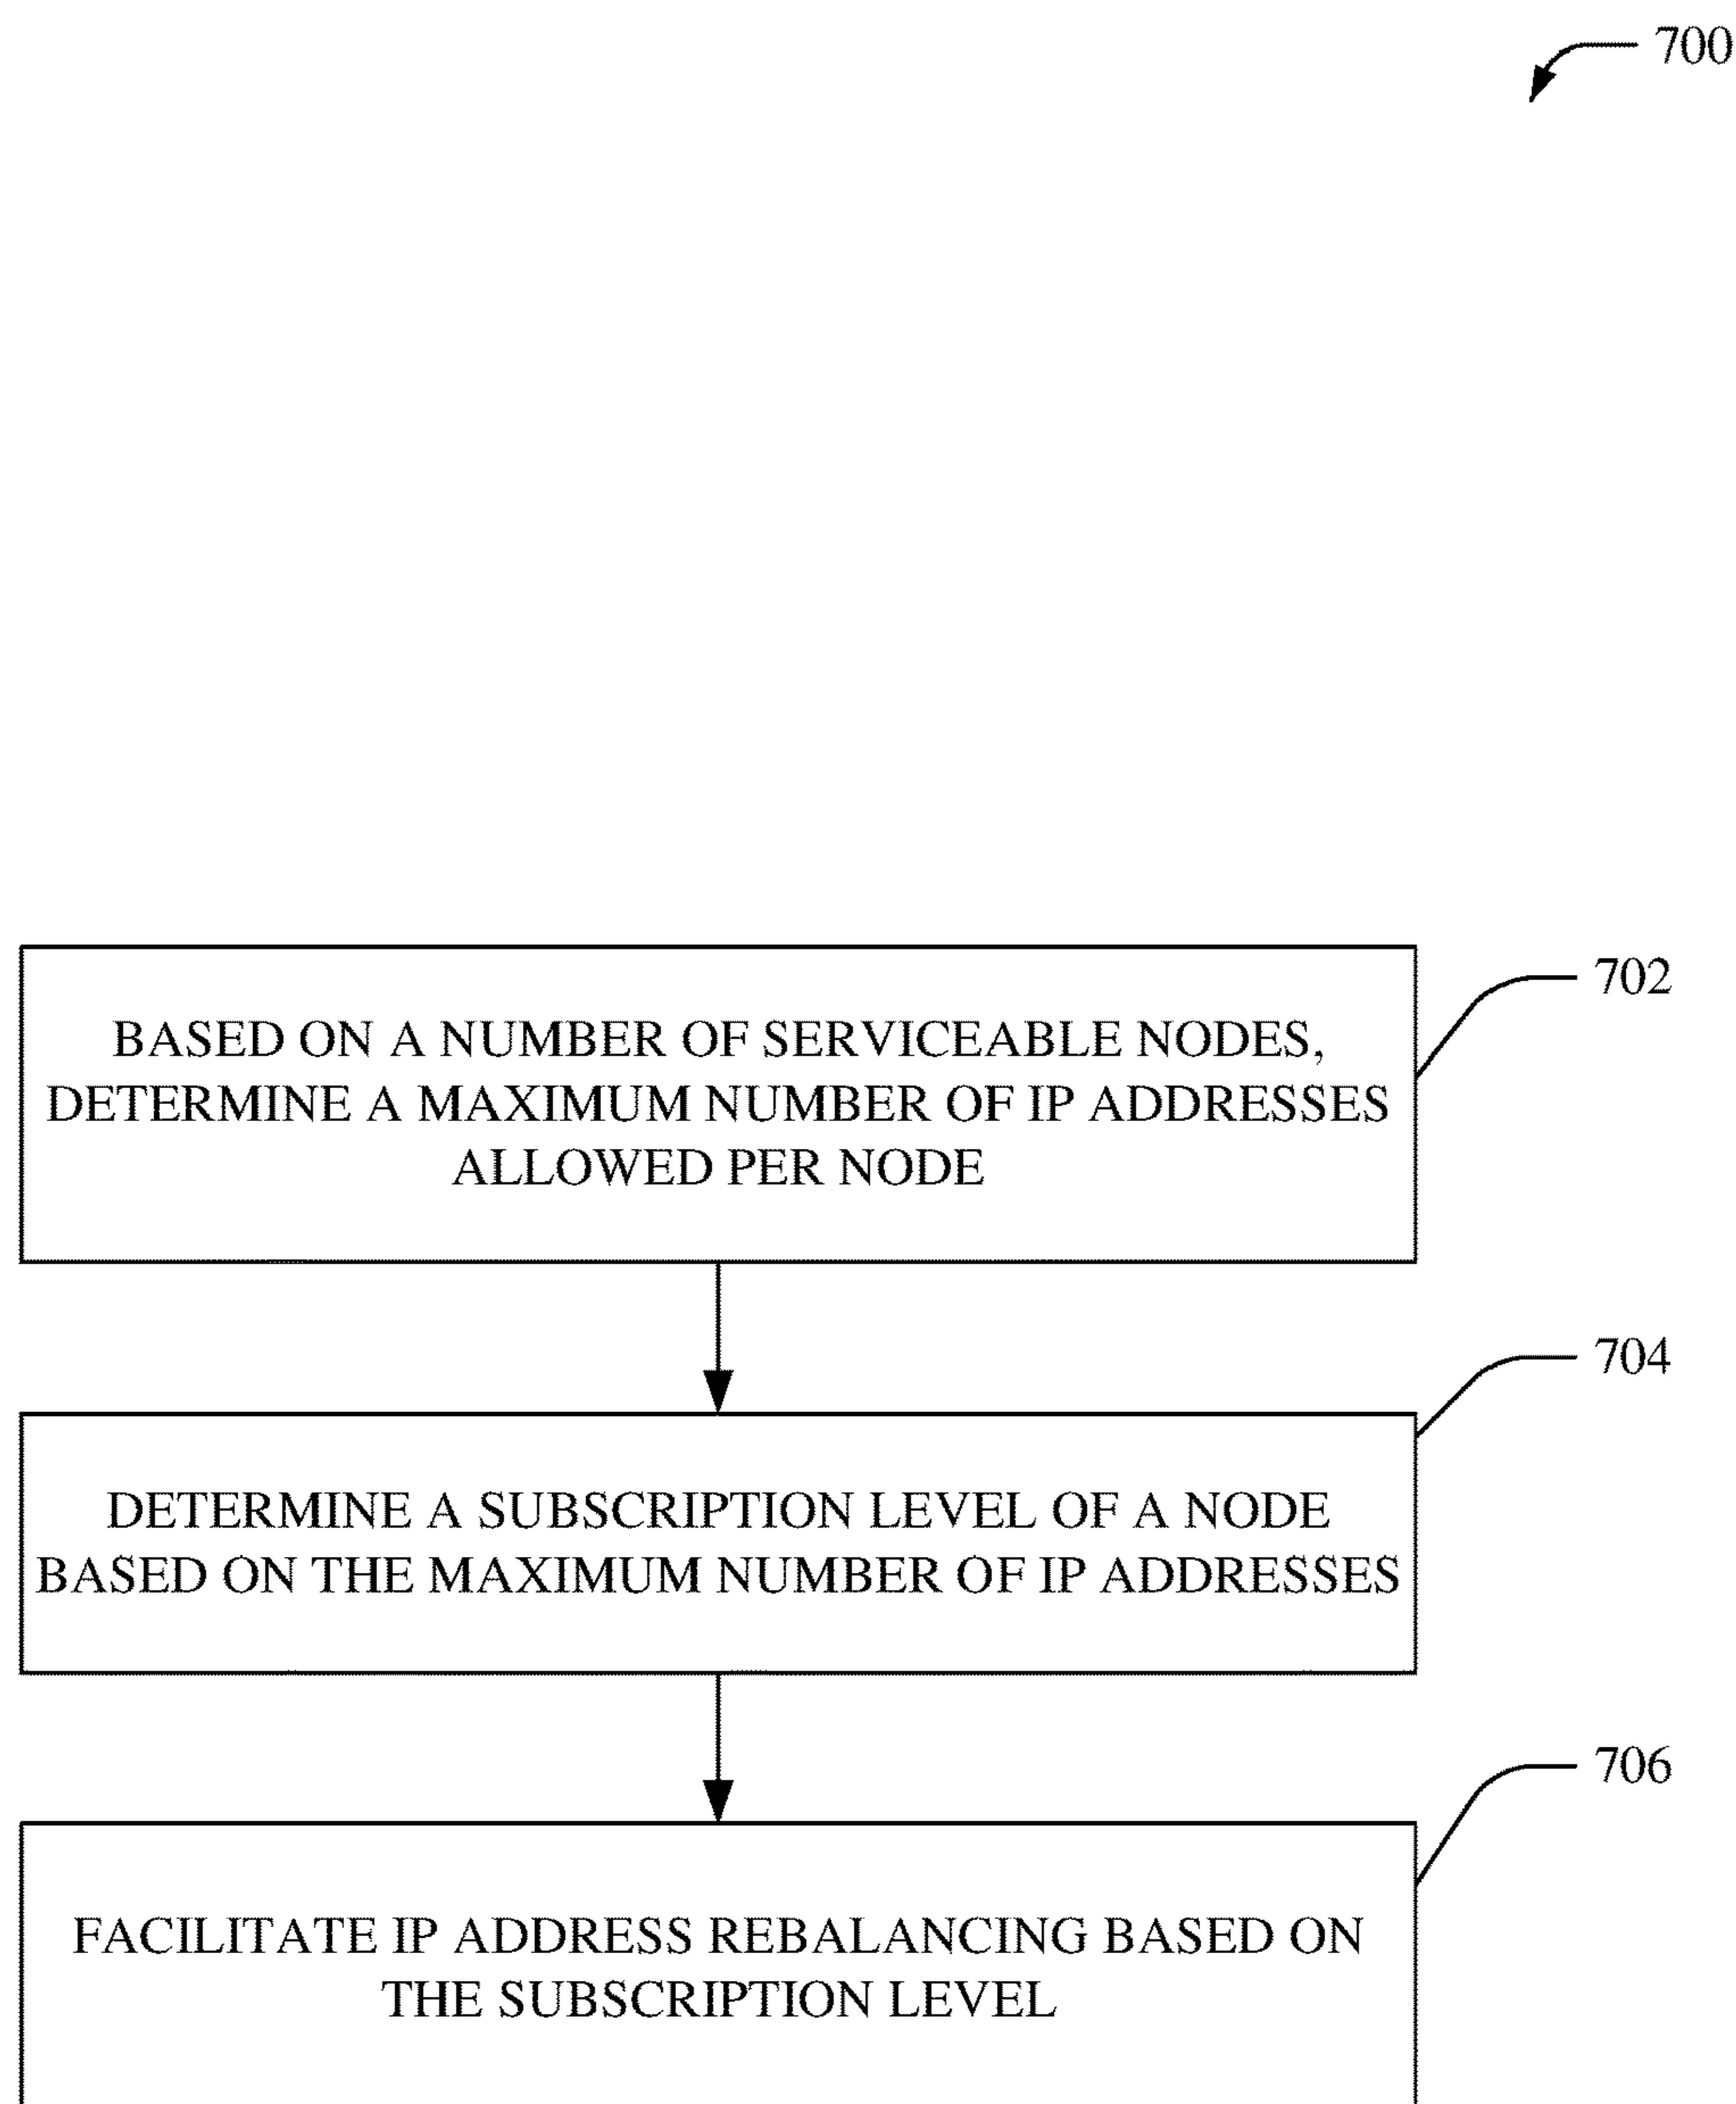 700
702
BASED ON A NUMBER OF SERVICEABLE NODES,
DETERMINE A MAXIMUM NUMBER OF IP ADDRESSES
ALLOWED PER NODE
704
DETERMINE A SUBSCRIPTION LEVEL OF A NODE
BASED ON THE MAXIMUM NUMBER OF IP ADDRESSES
706
FACILITATE IP ADDRESS REBALANCING BASED ON
THE SUBSCRIPTION LEVEL